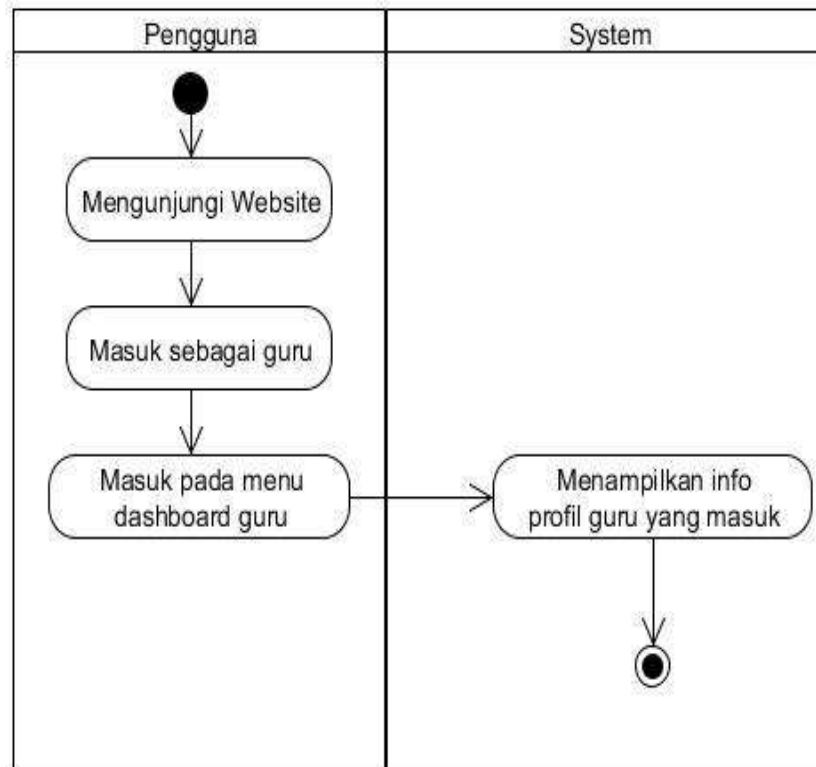 Pengguna
System
Mengunjungi Website
Masuk sebagai guru
Masuk pada menu
dashboard guru
Menampilkan info
profil guru yang masuk